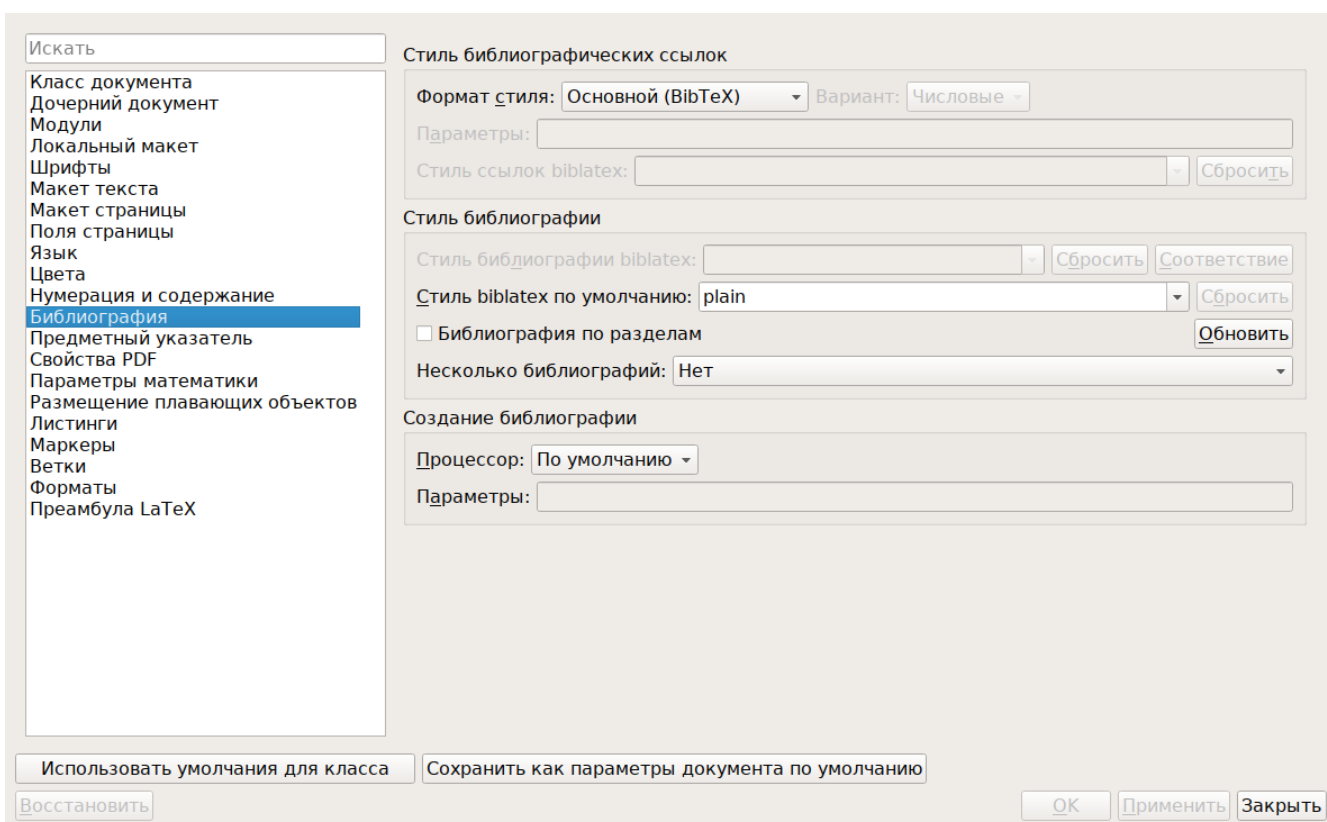 Искать
Класс документа
Дочерний документ
Модули
Локальный макет
Шрифты
Макет текста
Макет страницы
Поля страницы
Язык
Цвета
Нумерация и содержание
Библиография
Предметный указатель
Свойства PDF
Параметры математики
Размещение плавающих объектов
Листинги
Маркеры
Ветки
Форматы
Преамбула LaTeX
Стиль библиографических ссылок
Формат стиля: Основной (BibTeX) Вариант: Числовые
Параметры:
Стиль ссылок biblatex: Сбросить
Стиль библиографии
Стиль библиографии biblatex: Сбросить Соответствие
Стиль biblatex по умолчанию: plain Сбросить
Библиография по разделам Обновить
Несколько библиографий: Нет
Создание библиографии
Процессор: По умолчанию
Параметры:
Использовать умолчания для класса Сохранить как параметры документа по умолчанию
Восстановить OK Применить Закрыть